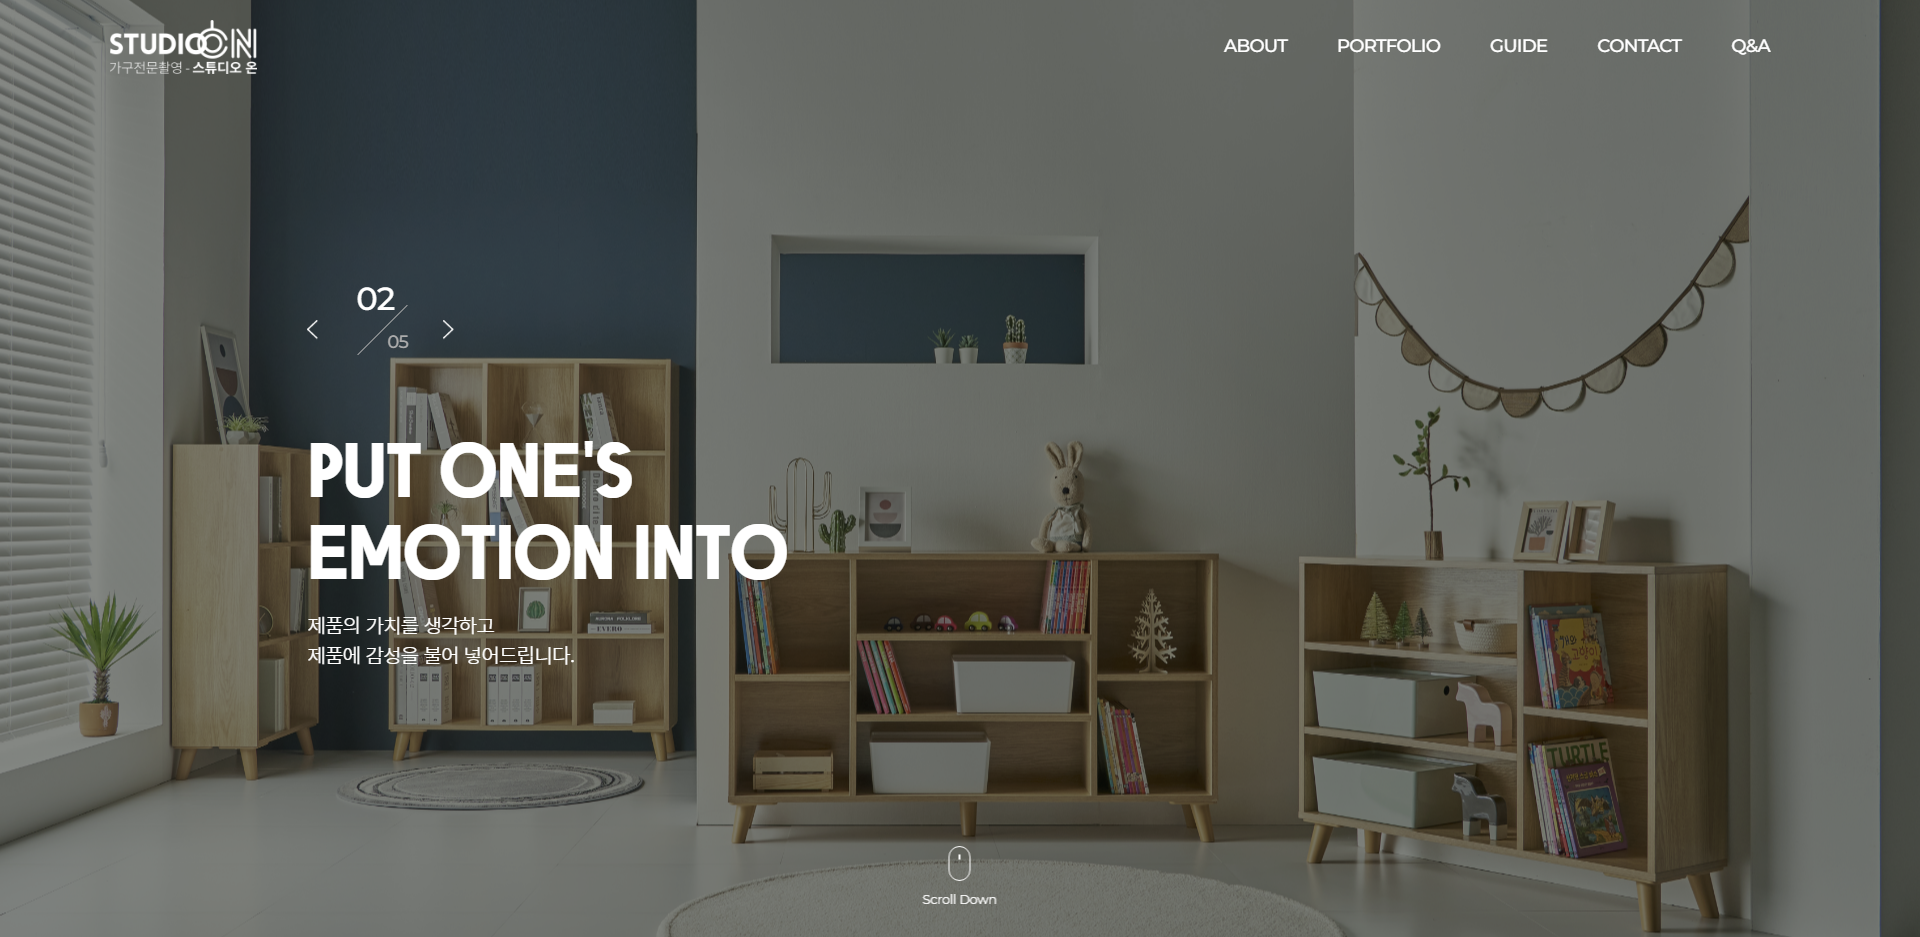 STUDIO ON
가구전문촬영 - 스튜디오 온
ABOUT PORTFOLIO GUIDE CONTACT Q&A
02
05
PUT ONE'S
EMOTION INTO
제품의 가치를 생각하고
제품에 감성을 불어 넣어드립니다.
EVERO
TURTLE
Scroll Down